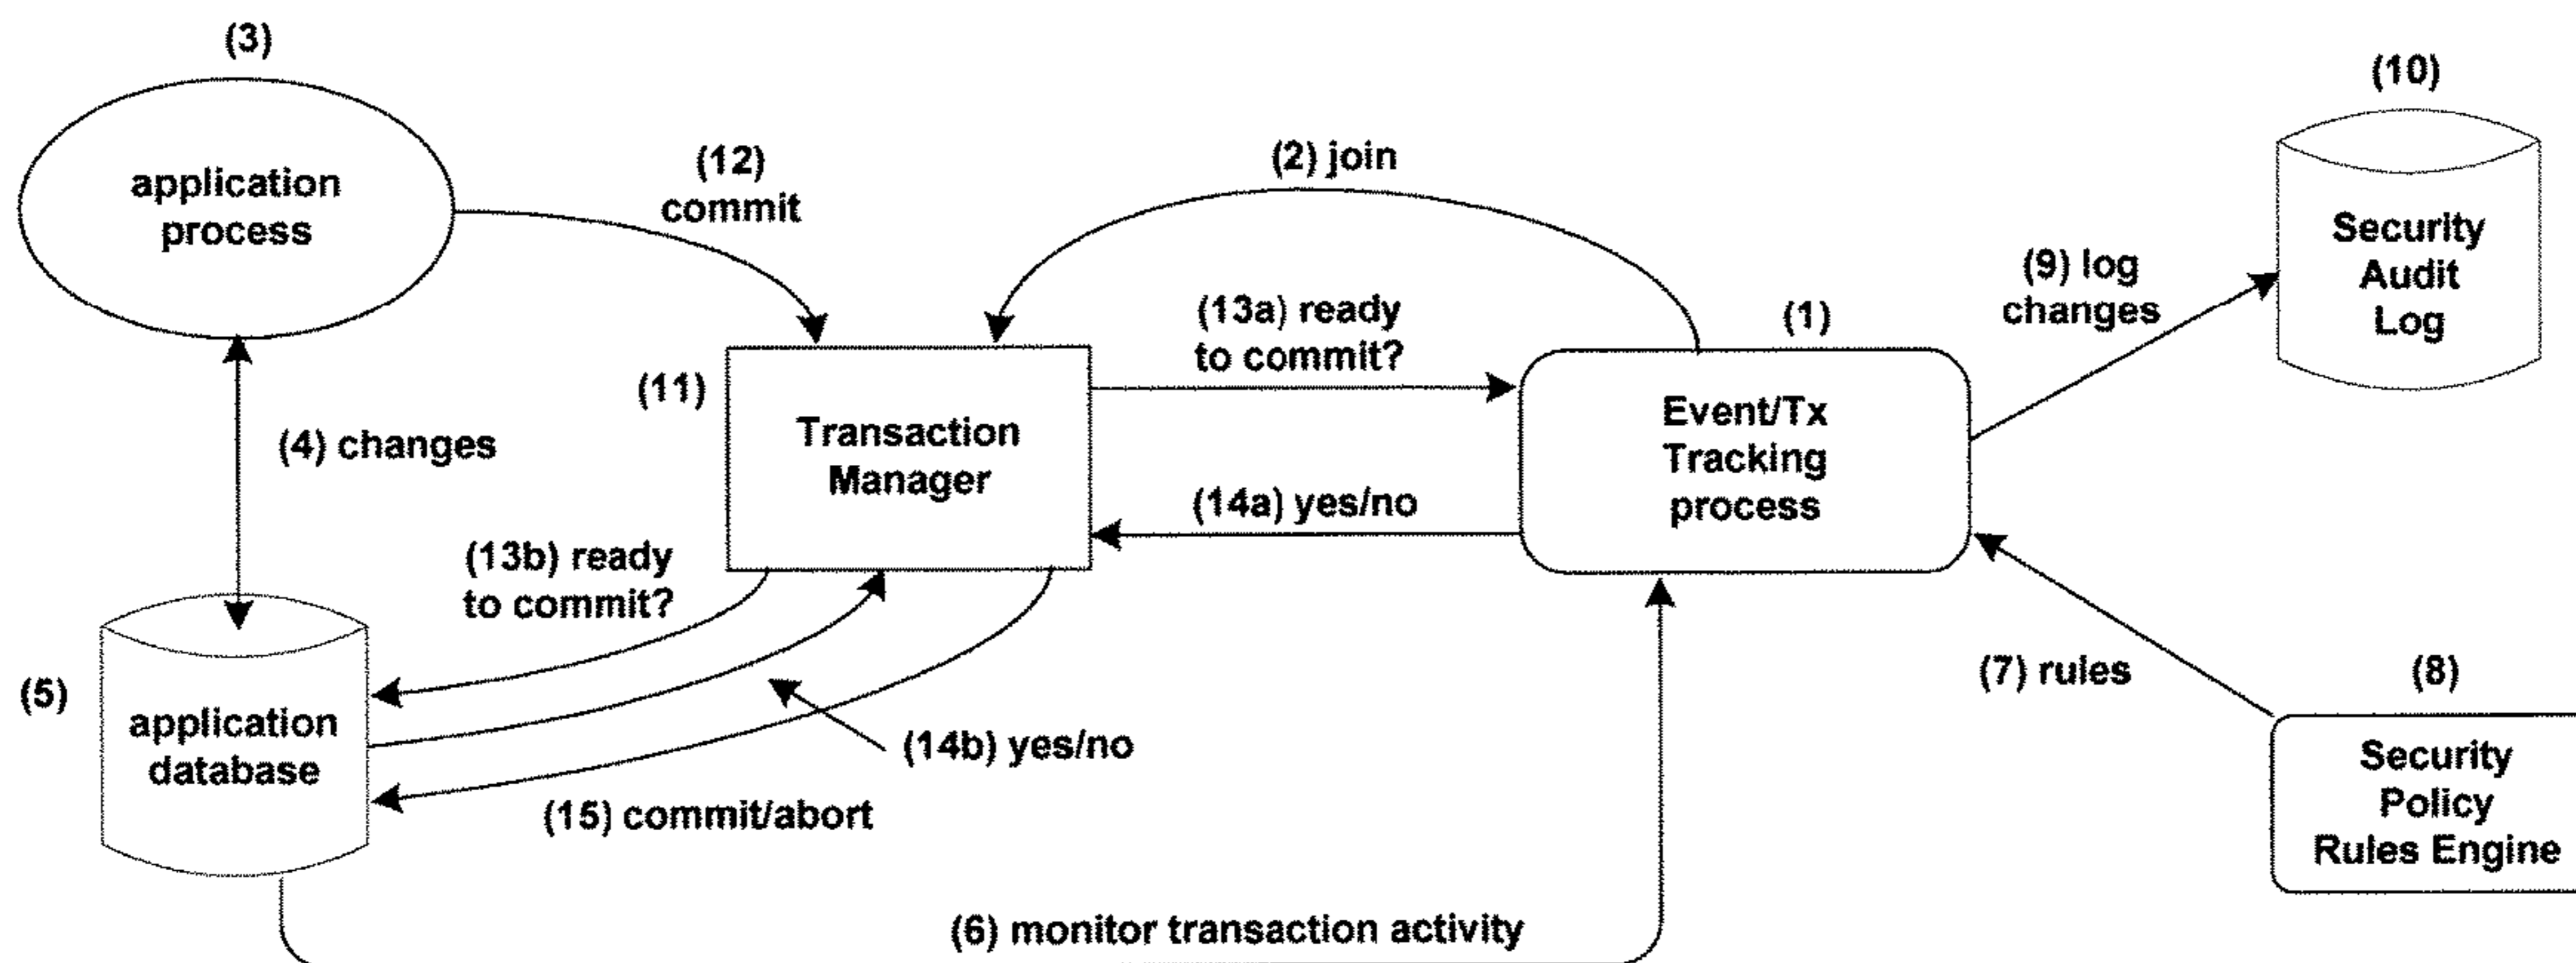 (3)
application
process
(12)
commit
(2) join
(10)
Security
Audit
Log
(9) log
changes
(13a) ready
to commit?
(1)
(11)
Transaction
Manager
Event/Tx
Tracking
process
(4) changes
(14a) yes/no
(13b) ready
to commit?
(7) rules
(8)
(5)
application
database
(14b) yes/no
Security
Policy
Rules Engine
(15) commit/abort
(6) monitor transaction activity